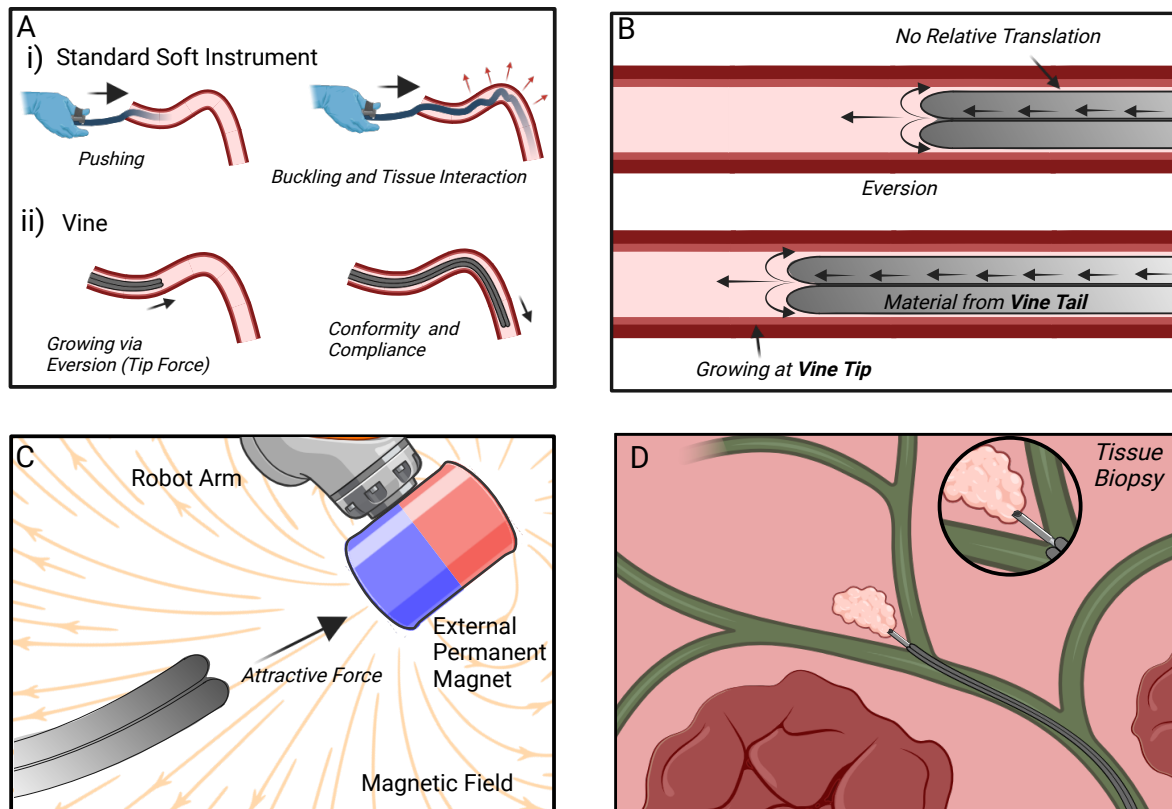 A
i) Standard Soft Instrument
Pushing
Buckling and Tissue Interaction
ii) Vine
Growing via
Eversion (Tip Force)
Conformity and
Compliance
B
No Relative Translation
Eversion
Material from Vine Tail
Growing at Vine Tip
C
Robot Arm
External
Permanent
Magnet
Attractive Force
Magnetic Field
D
Tissue
Biopsy